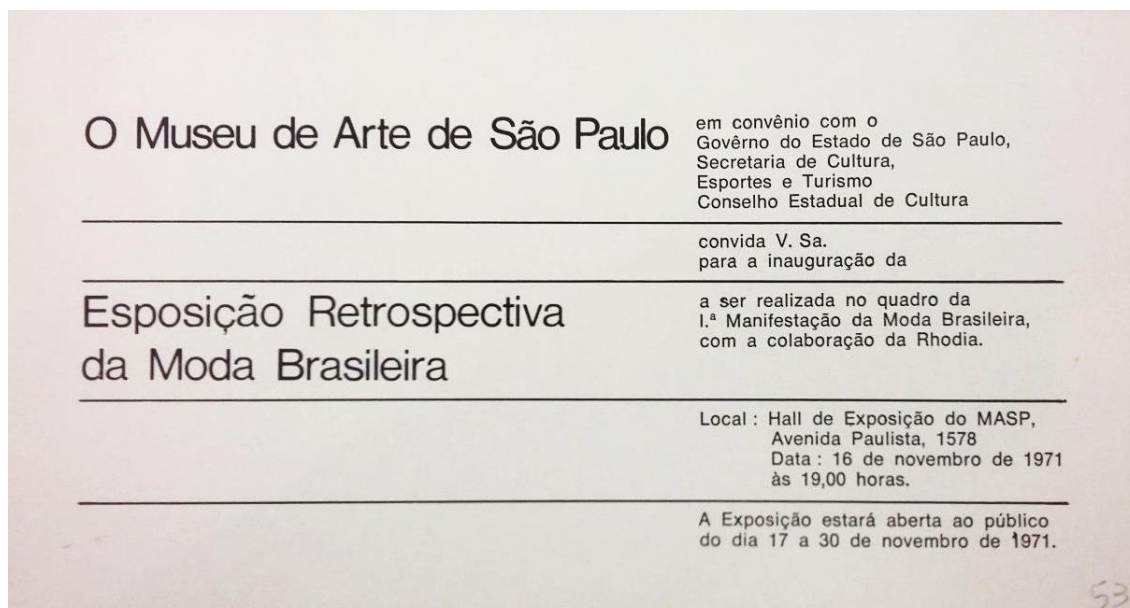 O Museu de Arte de São Paulo
em convênio com o
Govêrno do Estado de São Paulo,
Secretaria de Cultura,
Esportes e Turismo
Conselho Estadual de Cultura
convida V. Sa.
para a inauguração da
Esposição Retrospectiva
da Moda Brasileira
a ser realizada no quadro da
I.ª Manifestação da Moda Brasileira,
com a colaboração da Rhodia.
Local : Hall de Exposição do MASP,
Avenida Paulista, 1578
Data : 16 de novembro de 1971
às 19,00 horas.
A Exposição estará aberta ao público
do dia 17 a 30 de novembro de 1971.
53